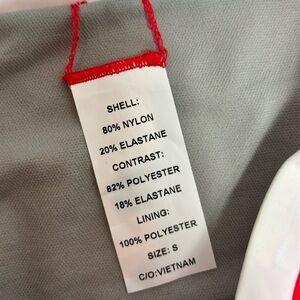 SHELL:
80% NYLON
20% ELASTANE
CONTRAST:
82% POLYESTER
18% ELASTANE
LINING:
100% POLYESTER
SIZE: S
C/O:VIETNAM